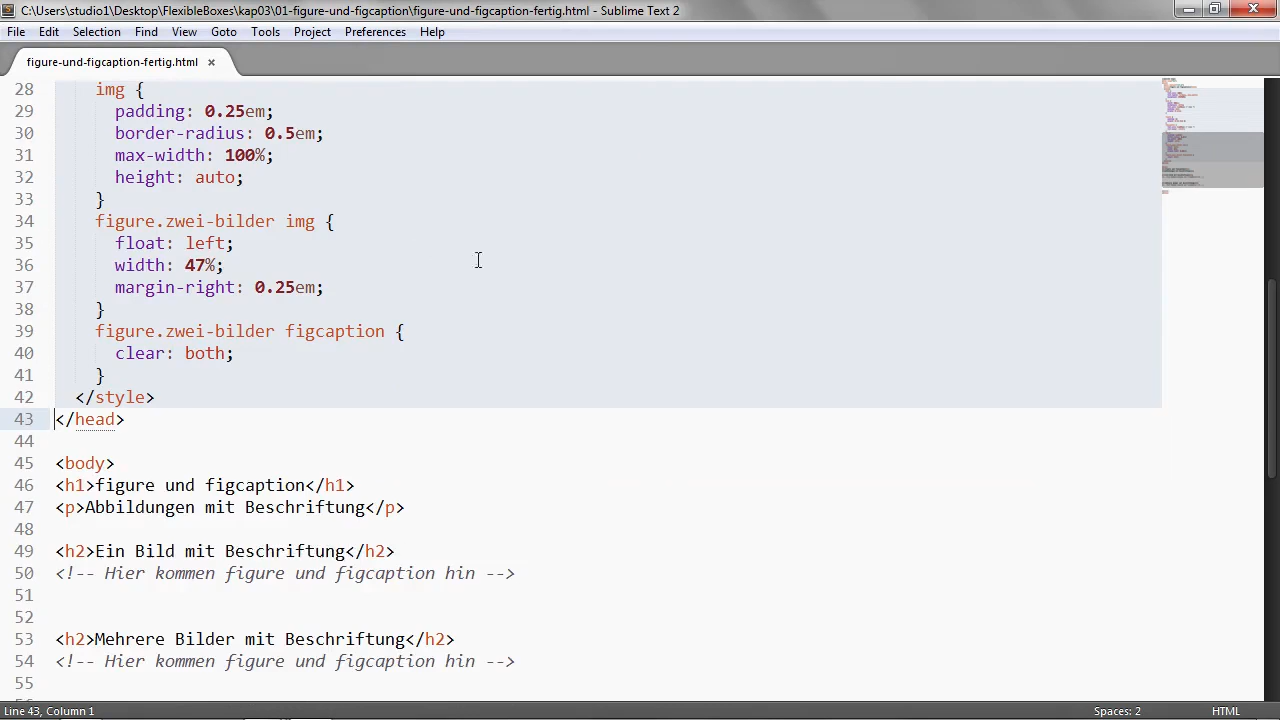 C:\Users\studio1\Desktop\FlexibleBoxes\kap03\01-figure-und-figcaption\figure-und-figcaption-fertig.html - Sublime Text 2
File Edit Selection Find View Goto Tools Project Preferences Help
figure-und-figcaption-fertig.html ×
28 img {
29 padding: 0.25em;
30 border-radius: 0.5em;
31 max-width: 100%;
32 height: auto;
33 }
34 figure.zwei-bilder img {
35 float: left;
36 width: 47%;
37 margin-right: 0.25em;
38 }
39 figure.zwei-bilder figcaption {
40 clear: both;
41 }
42 </style>
43 </head>
44
45 <body>
46 <h1>figure und figcaption</h1>
47 <p>Abbildungen mit Beschriftung</p>
48
49 <h2>Ein Bild mit Beschriftung</h2>
50 <!-- Hier kommen figure und figcaption hin -->
51
52
53 <h2>Mehrere Bilder mit Beschriftung</h2>
54 <!-- Hier kommen figure und figcaption hin -->
55
Line 43, Column 1 Spaces: 2 HTML